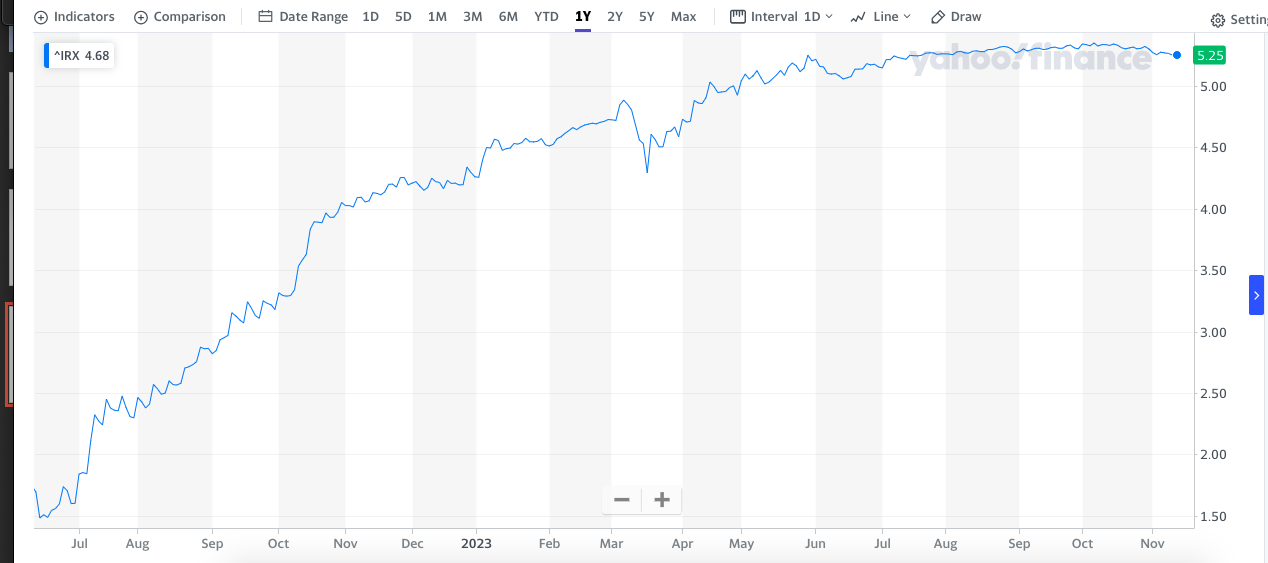 Indicators Comparison Date Range 1D 5D 1M 3M 6M YTD 1Y 2Y 5Y Max Interval 1D Line Draw Settin
^IRX 4.68
yahoo!finance
5.25
5.00
4.50
4.00
3.50
3.00
2.50
2.00
1.50
Jul Aug Sep Oct Nov Dec 2023 Feb Mar Apr May Jun Jul Aug Sep Oct Nov